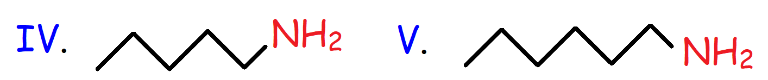 IV. NH₂ V. NH₂